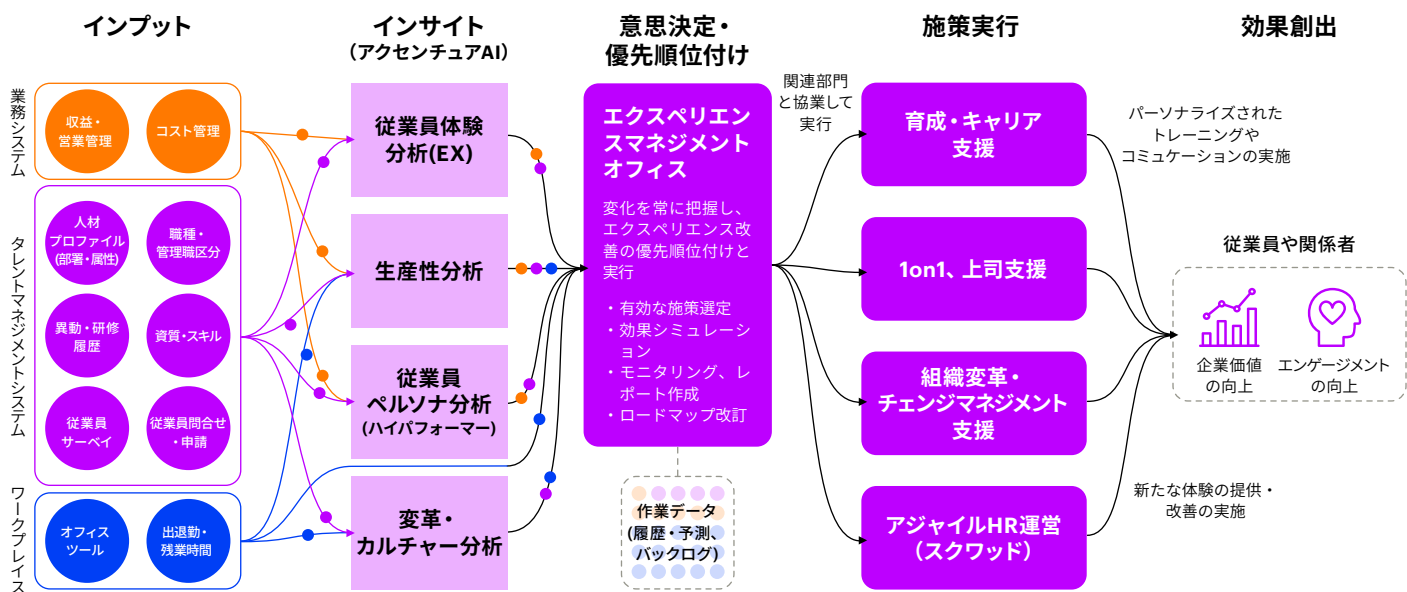 インプット
インサイト
（アクセンチュアAI）
意思決定・
優先順位付け
施策実行
効果創出
業務システム
収益・
営業管理
コスト管理
タレントマネジメントシステム
人材
プロファイル
(部署・属性)
職種・
管理職区分
異動・研修
履歴
資質・スキル
従業員
サーベイ
従業員問合せ
・申請
ワークプレイス
オフィス
ツール
出退勤・
残業時間
従業員体験
分析(EX)
生産性分析
従業員
ペルソナ分析
(ハイパフォーマー)
変革・
カルチャー分析
エクスペリエン
スマネジメント
オフィス
変化を常に把握し、
エクスペリエンス改
善の優先順位付けと
実行
・有効な施策選定
・効果シミュレーシ
ョン
・モニタリング、レ
ポート作成
・ロードマップ改訂
作業データ
(履歴・予測、
バックログ)
関連部門
と協業して
実行
育成・キャリア
支援
1on1、上司支援
組織変革・
チェンジマネジメント
支援
アジャイルHR運営
（スクワッド）
パーソナライズされた
トレーニングや
コミュケーションの実施
従業員や関係者
企業価値
の向上
エンゲージメント
の向上
新たな体験の提供・
改善の実施